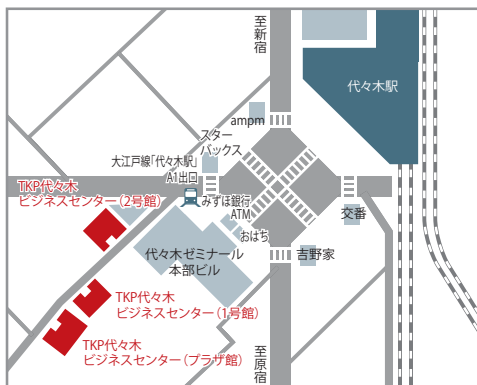 至新宿
代々木駅
ampm
スター
バックス
大江戸線「代々木駅」
A1出口
TKP代々木
ビジネスセンター（2号館）
みずほ銀行
ATM
交番
おはち
代々木ゼミナール
本部ビル
吉野家
TKP代々木
ビジネスセンター（1号館）
TKP代々木
ビジネスセンター（プラザ館）
至原宿